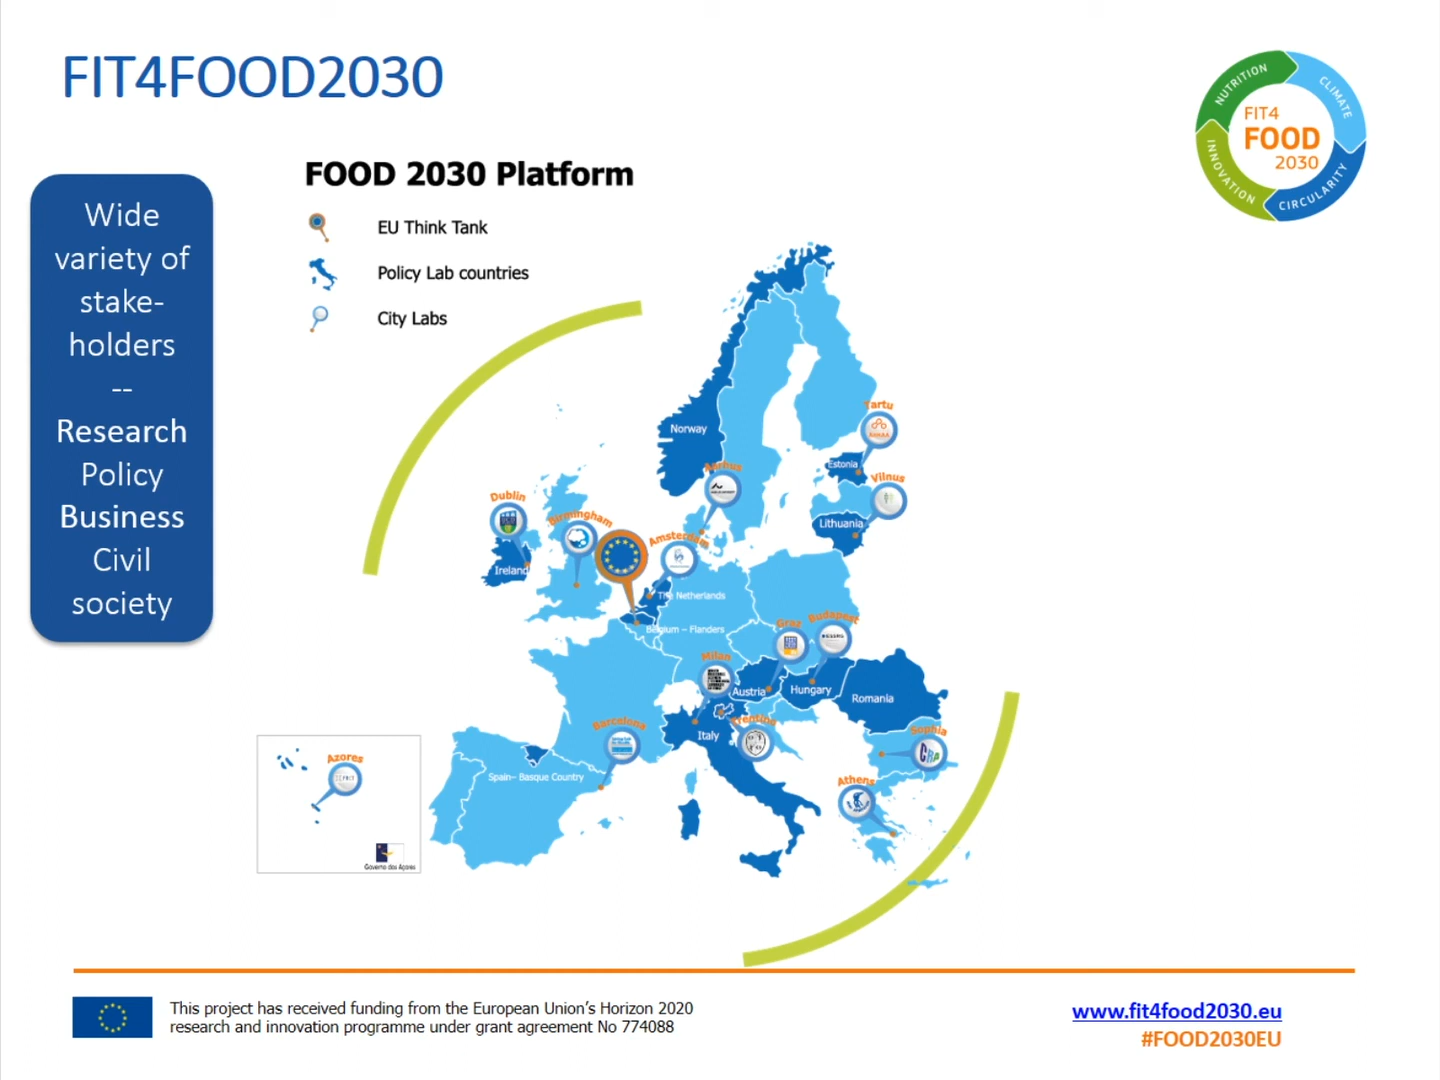 FIT4FOOD2030
NUTRITION
CLIMATE
FIT4
FOOD
2030
INNOVATION
CIRCULARITY
FOOD 2030 Platform
EU Think Tank
Policy Lab countries
City Labs
Wide
variety of
stake-
holders
--
Research
Policy
Business
Civil
society
Norway
Tartu
Estonia
Aarhus
Vilnus
Lithuania
Dublin
Birmingham
Amsterdam
Ireland
The Netherlands
Belgium – Flanders
Graz
Budapest
Milan
Austria
Hungary
Romania
Barcelona
Trentino
Italy
Sophia
Spain– Basque Country
Athens
Azores
Governo dos Açores
This project has received funding from the European Union's Horizon 2020
research and innovation programme under grant agreement No 774088
www.fit4food2030.eu
#FOOD2030EU